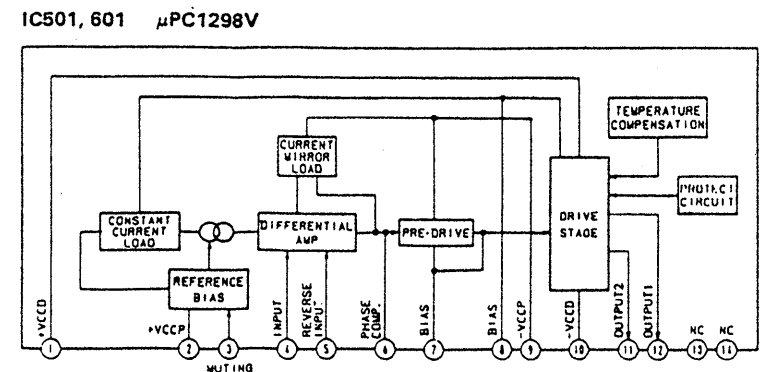 IC501, 601 μPC1298V
TEMPERATURE
COMPENSATION
CURRENT
MIRROR
LOAD
PROTECT
CIRCUIT
CONSTANT
CURRENT
LOAD
DIFFERENTIAL
AMP
PRE-DRIVE
DRIVE
STAGE
REFERENCE
BIAS
+VCCD
+VCCP
INPUT
REVERSE
INPUT
PHASE
COMP.
BIAS
BIAS
-VCCP
-VCCD
OUTPUT2
OUTPUT1
NC
NC
1 2 3 4 5 6 7 8 9 10 11 12 13 14
MUTING